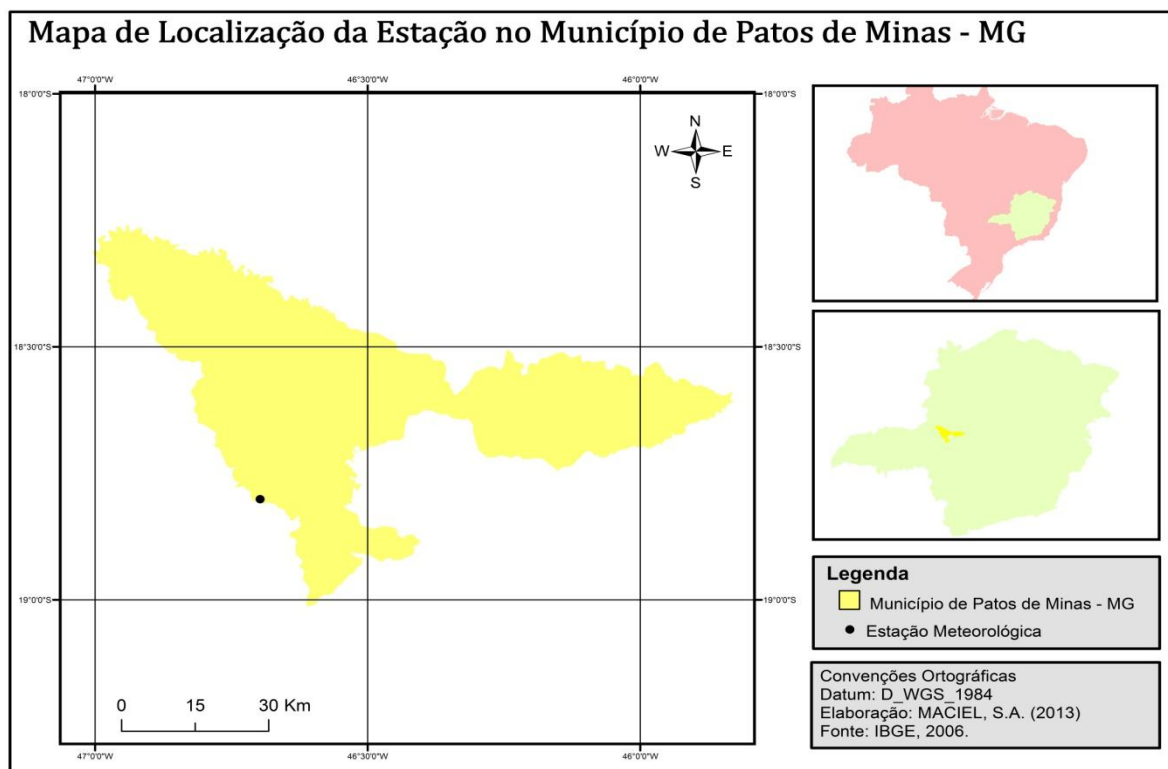 Mapa de Localização da Estação no Município de Patos de Minas - MG
47°0'0"W
46°30'0"W
46°0'0"W
18°0'0"S
18°0'0"S
N
W E
S
18°30'0"S
18°30'0"S
19°0'0"S
19°0'0"S
0 15 30 Km
47°0'0"W
46°30'0"W
46°0'0"W
Legenda
Município de Patos de Minas - MG
Estação Meteorológica
Convenções Ortográficas
Datum: D_WGS_1984
Elaboração: MACIEL, S.A. (2013)
Fonte: IBGE, 2006.